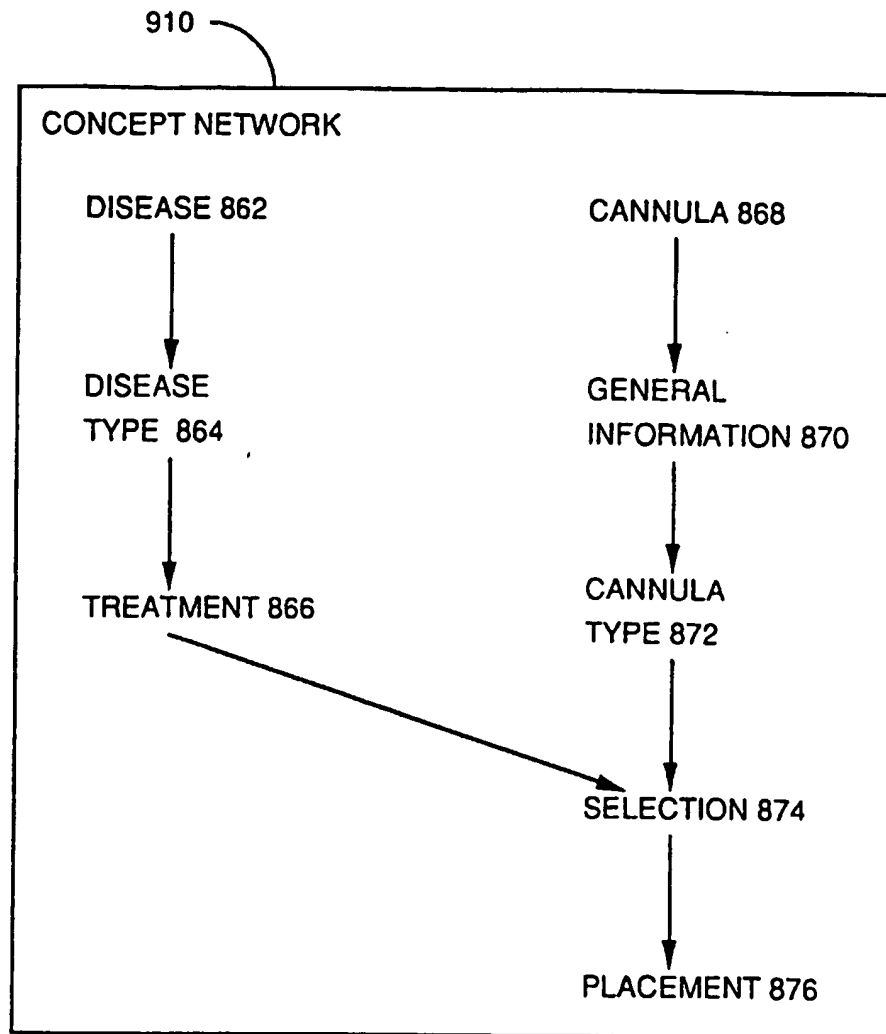 910
CONCEPT NETWORK
DISEASE 862
CANNULA 868
DISEASE
TYPE 864
GENERAL
INFORMATION 870
TREATMENT 866
CANNULA
TYPE 872
SELECTION 874
PLACEMENT 876